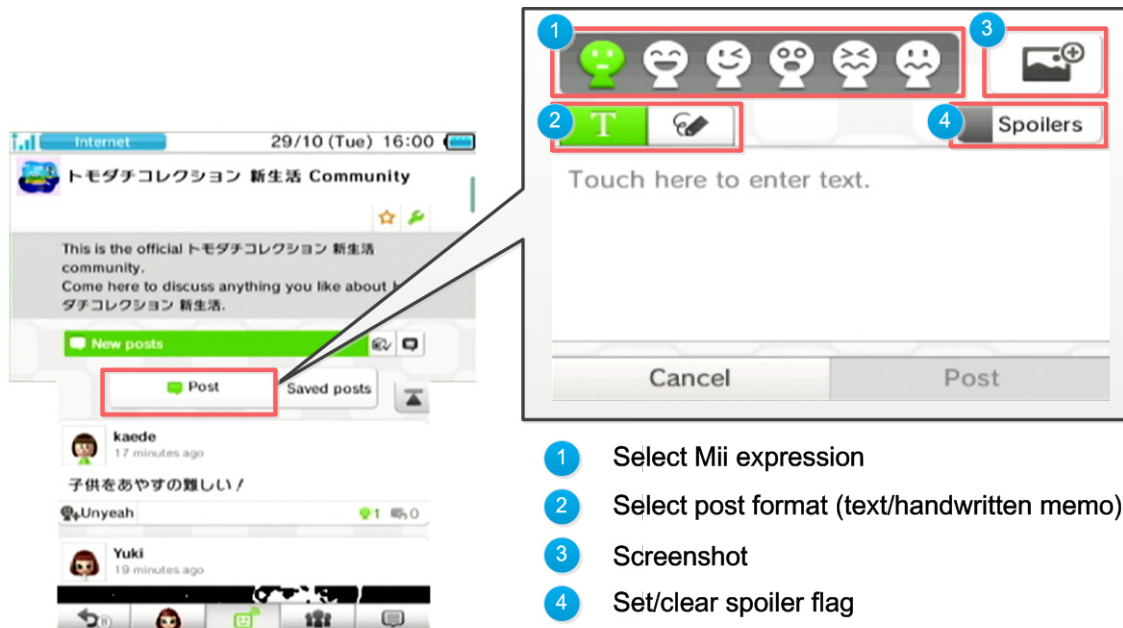 Internet
29/10 (Tue) 16:00
トモダチコレクション 新生活 Community
This is the official トモダチコレクション 新生活
community.
Come here to discuss anything you like about
ダチコレクション 新生活.
New posts
Post
Saved posts
kaede
17 minutes ago
子供をあやすの難しい!
Unyeah
1
0
Yuki
19 minutes ago
B
1
3
2
T
4
Spoilers
Touch here to enter text.
Cancel
Post
1 Select Mii expression
2 Select post format (text/handwritten memo)
3 Screenshot
4 Set/clear spoiler flag